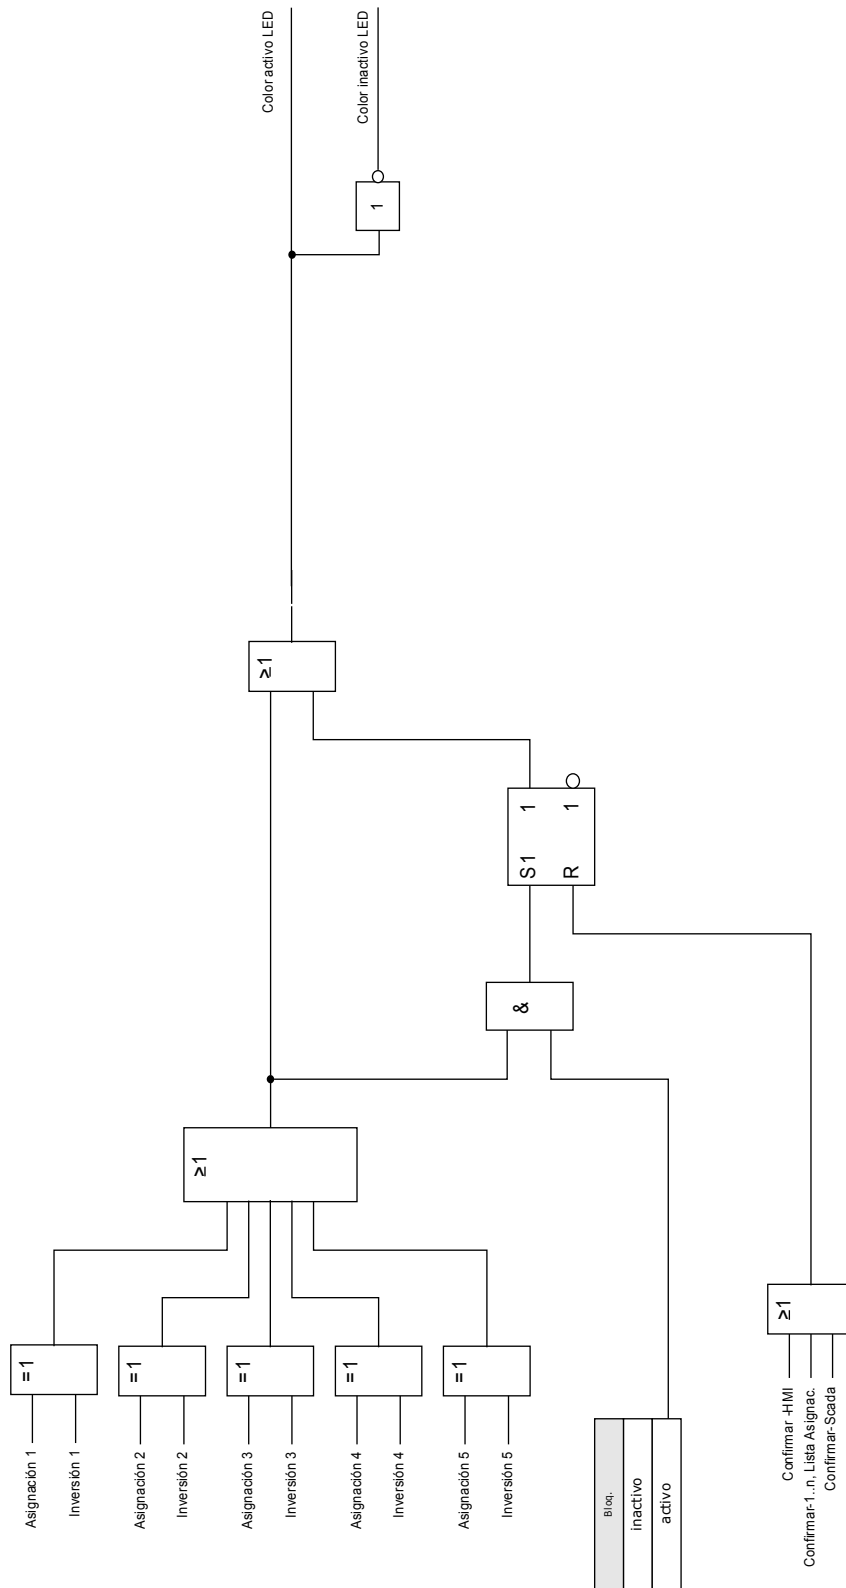 Asignación 1
Inversión 1
Asignación 2
Inversión 2
Asignación 3
Inversión 3
Asignación 4
Inversión 4
Asignación 5
Inversión 5
=1
=1
=1
=1
=1
≥1
Bloq.
inactivo
activo
&
Confirmar -HMI
Confirmar-1..n, Lista Asignac.
Confirmar-Scada
≥1
S1 1
R 1
≥1
1
Color activo LED
Color inactivo LED